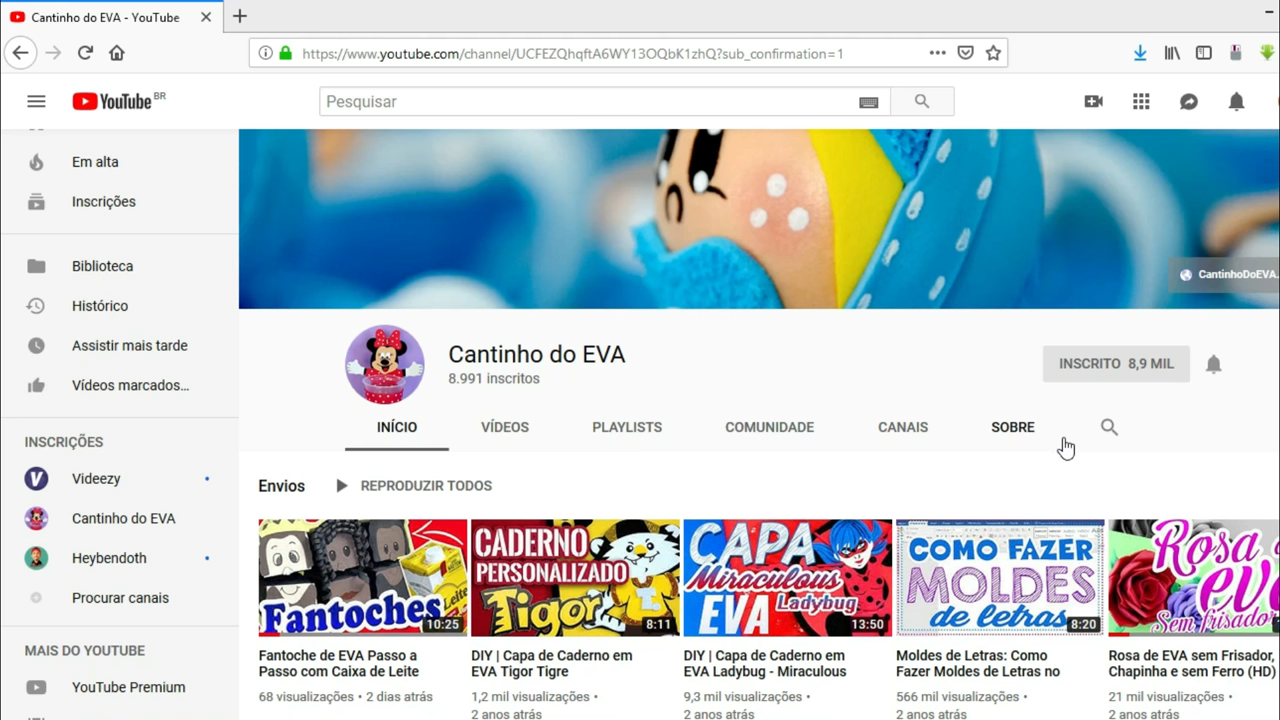 Cantinho do EVA - YouTube
https://www.youtube.com/channel/UCFEZQhqftA6WY13OQbK1zhQ?sub_confirmation=1
YouTube BR
Pesquisar
Em alta
Inscrições
Biblioteca
Histórico
Assistir mais tarde
Vídeos marcados...
INSCRIÇÕES
Videezy
Cantinho do EVA
Heybendoth
Procurar canais
MAIS DO YOUTUBE
YouTube Premium
CantinhoDoEVA.
Cantinho do EVA
8.991 inscritos
INSCRITO 8,9 MIL
INÍCIO VÍDEOS PLAYLISTS COMUNIDADE CANAIS SOBRE
Envios REPRODUZIR TODOS
Fantoches
Leite
10:25
Fantoche de EVA Passo a
Passo com Caixa de Leite
68 visualizações • 2 dias atrás
CADERNO
PERSONALIZADO
Tigor
8:11
DIY | Capa de Caderno em
EVA Tigor Tigre
1,2 mil visualizações •
2 anos atrás
CAPA
Miraculous
Ladybug
EVA
13:50
DIY | Capa de Caderno em
EVA Ladybug - Miraculous
9,3 mil visualizações •
2 anos atrás
COMO FAZER
MOLDES
de letras
8:20
Moldes de Letras: Como
Fazer Moldes de Letras no
566 mil visualizações •
2 anos atrás
Rosa
EV
Sem frisador
Rosa de EVA sem Frisador,
Chapinha e sem Ferro (HD)
21 mil visualizações •
2 anos atrás